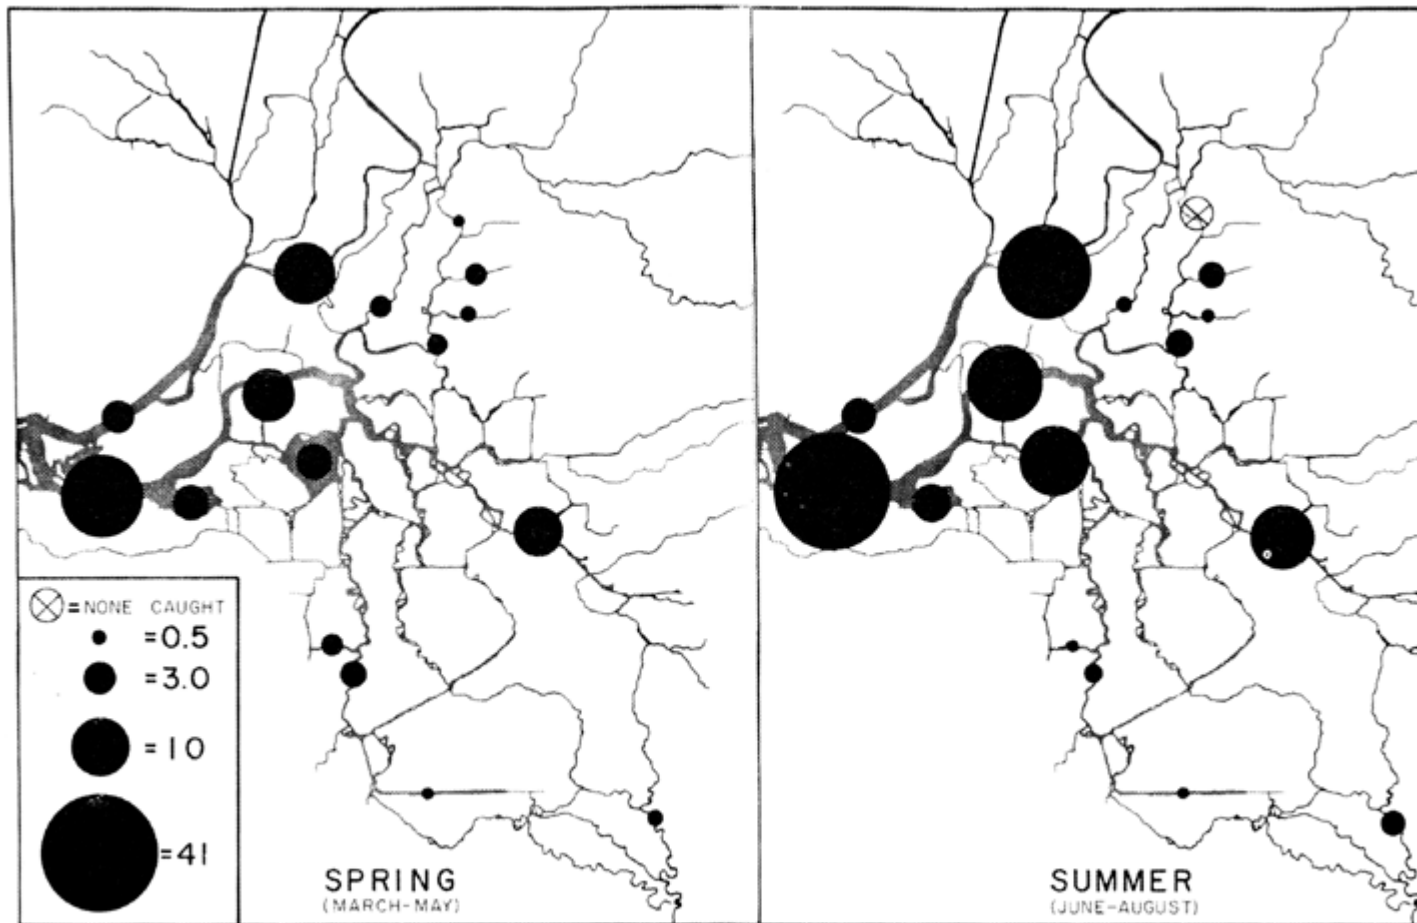 = NONE CAUGHT
= 0.5
= 3.0
= 10
= 41
SPRING
(MARCH-MAY)
SUMMER
(JUNE-AUGUST)